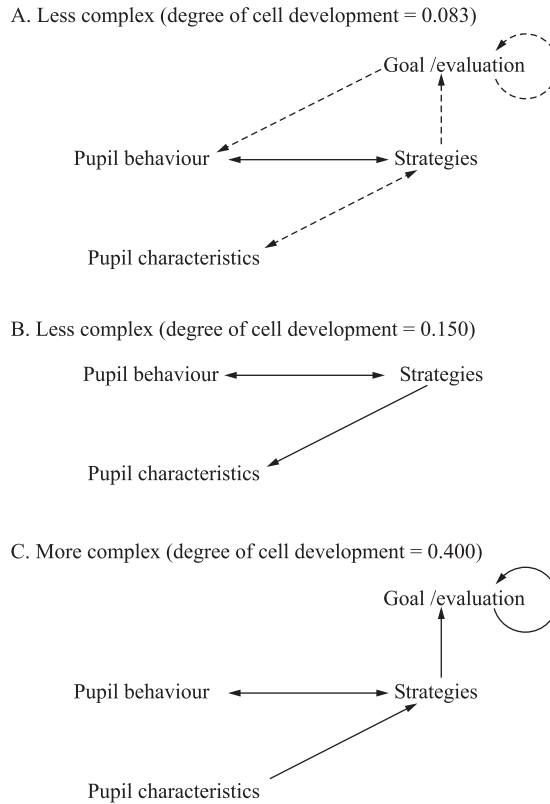 A. Less complex (degree of cell development = 0.083)
Goal /evaluation
Pupil behaviour
Strategies
Pupil characteristics
B. Less complex (degree of cell development = 0.150)
Pupil behaviour
Strategies
Pupil characteristics
C. More complex (degree of cell development = 0.400)
Goal /evaluation
Pupil behaviour
Strategies
Pupil characteristics